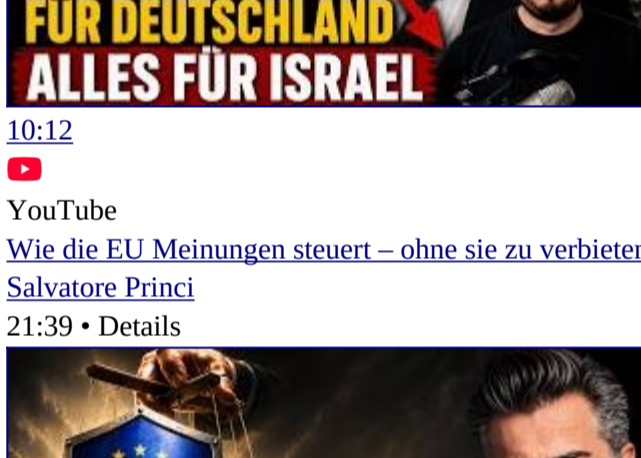 FÜR DEUTSCHLAND
ALLES FÜR ISRAEL
10:12
YouTube
Wie die EU Meinungen steuert – ohne sie zu verbieten
Salvatore Princi
21:39 • Details